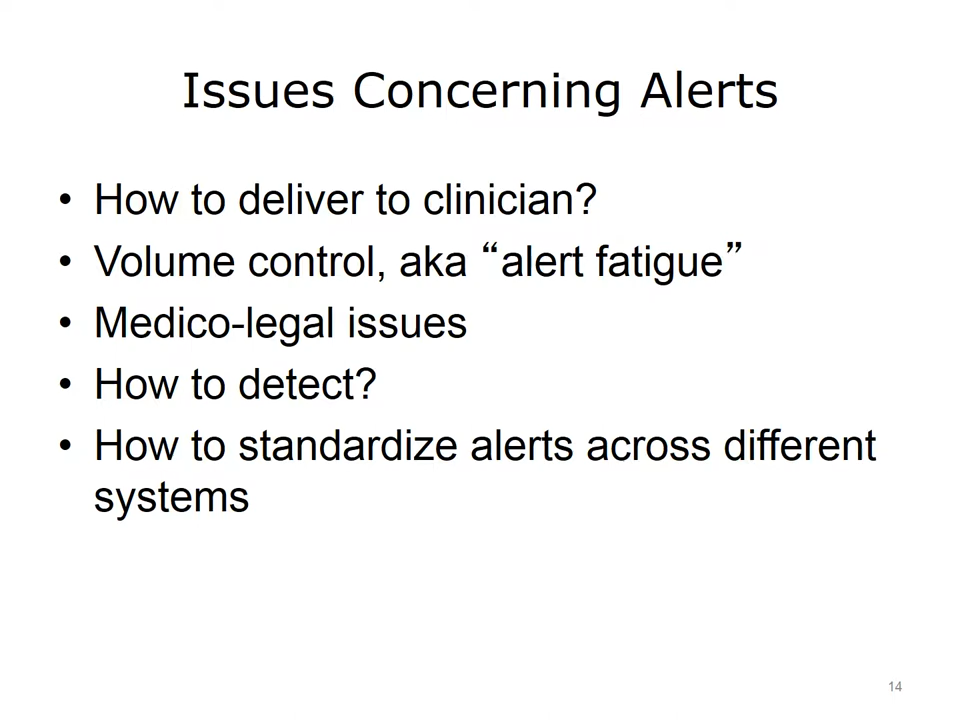 Issues Concerning Alerts
• How to deliver to clinician?
• Volume control, aka “alert fatigue”
• Medico-legal issues
• How to detect?
• How to standardize alerts across different
systems
14